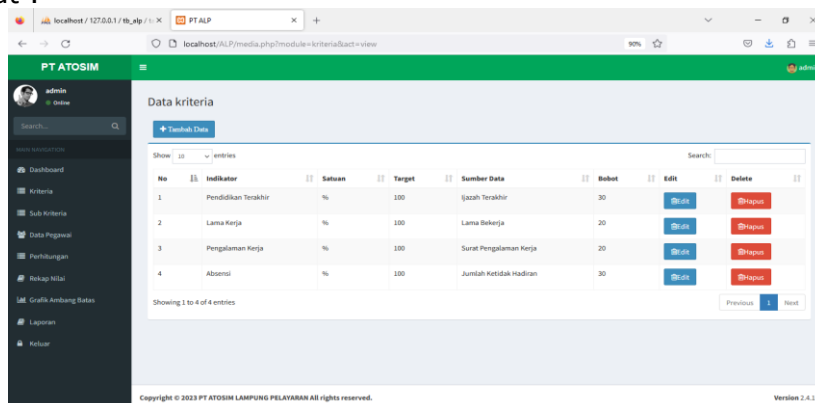 localhost / 127.0.0.1 / tb_alp / t
PT ALP
localhost/ALP/media.php?module=kriteria&act=view
90%
PT ATOSIM
admin
admin
Online
Search...
MAIN NAVIGATION
Dashboard
Kriteria
Sub Kriteria
Data Pegawai
Perhitungan
Rekap Nilai
Grafik Ambang Batas
Laporan
Keluar
Data kriteria
+ Tambah Data
Show 10 entries
Search:
No Indikator Satuan Target Sumber Data Bobot Edit Delete
1 Pendidikan Terakhir % 100 Ijazah Terakhir 30 Edit Hapus
2 Lama Kerja % 100 Lama Bekerja 20 Edit Hapus
3 Pengalaman Kerja % 100 Surat Pengalaman Kerja 20 Edit Hapus
4 Absensi % 100 Jumlah Ketidak Hadiran 30 Edit Hapus
Showing 1 to 4 of 4 entries
Previous 1 Next
Copyright © 2023 PT ATOSIM LAMPUNG PELAYARAN All rights reserved.
Version 2.4.1